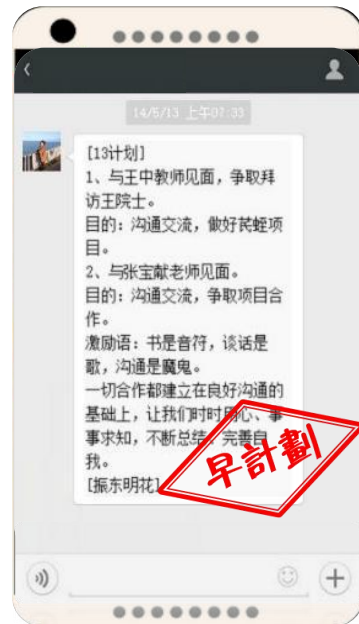 14/5/13 上午07:33
[13计划]
1、与王中教师见面，争取拜
访王院士。
目的：沟通交流，做好芪蛭项
目。
2、与张宝献老师见面。
目的：沟通交流，争取项目合
作。
激励语：书是音符，谈话是
歌，沟通是魔鬼。
一切合作都建立在良好沟通的
基础上，让我们时时用心、事
事求知，不断总结，完善自
我。
[振东明花]
早計劃